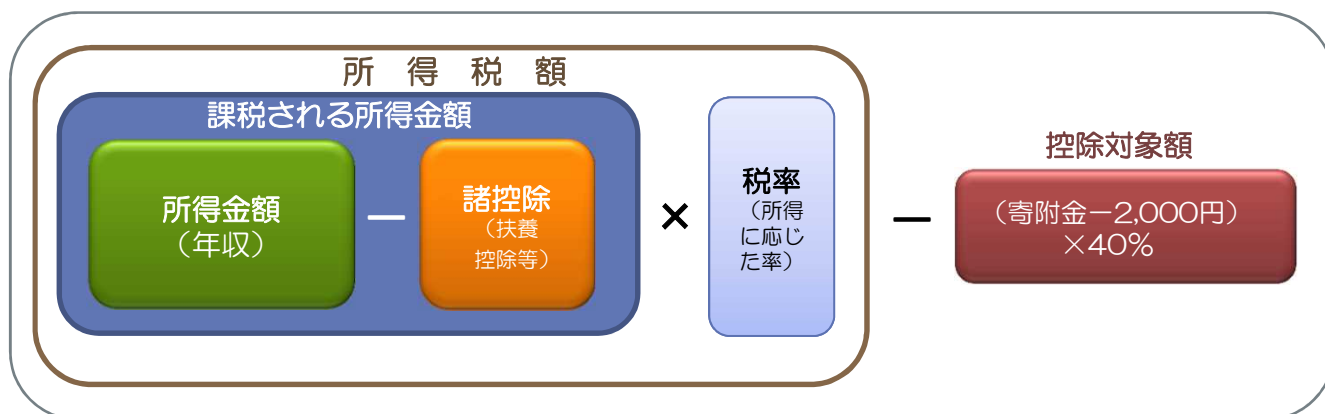 所得税額
課税される所得金額
所得金額
（年収）
－
諸控除
（扶養
控除等）
×
税率
（所得
に応じ
た率）
－
控除対象額
（寄附金－2,000円）
×40％